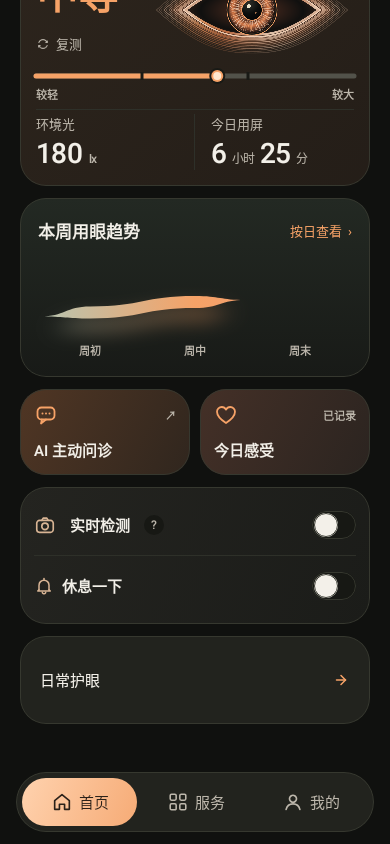 中等
复测
较轻 较大
环境光 今日用屏
180 lx 6 小时 25 分
本周用眼趋势 按日查看 ›
周初 周中 周末
已记录
AI 主动问诊 今日感受
实时检测 ?
休息一下
日常护眼
首页 服务 我的